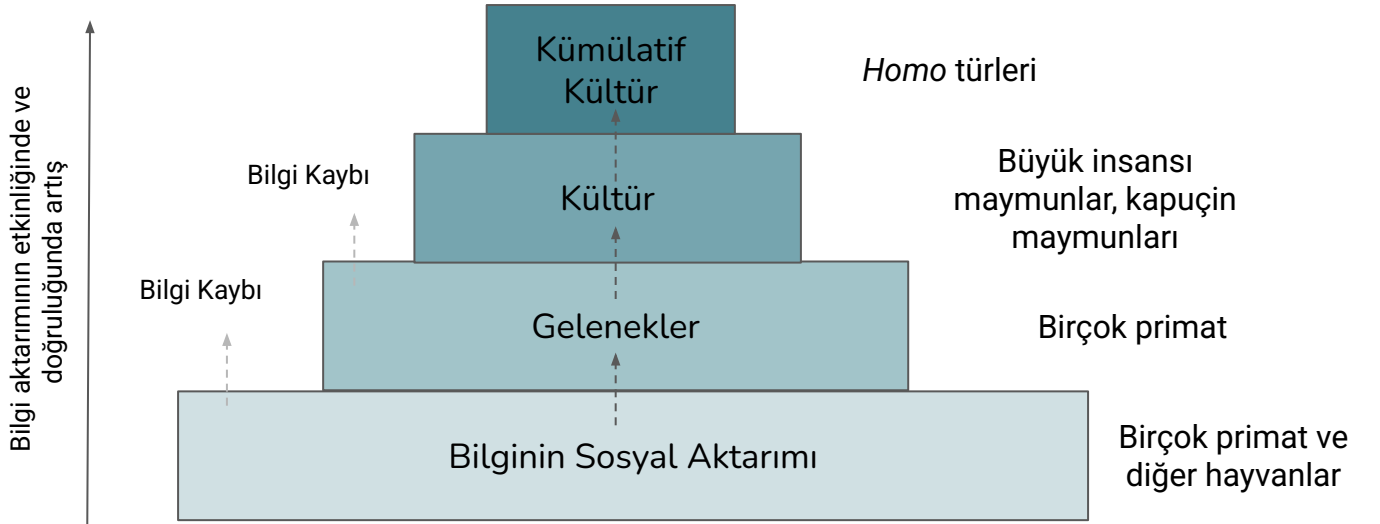 Bilgi aktarımının etkinliğinde ve
doğruluğunda artış
Kümülatif
Kültür
Homo türleri
Bilgi Kaybı
Kültür
Büyük insansı
maymunlar, kapuçin
maymunları
Bilgi Kaybı
Gelenekler
Birçok primat
Bilginin Sosyal Aktarımı
Birçok primat ve
diğer hayvanlar